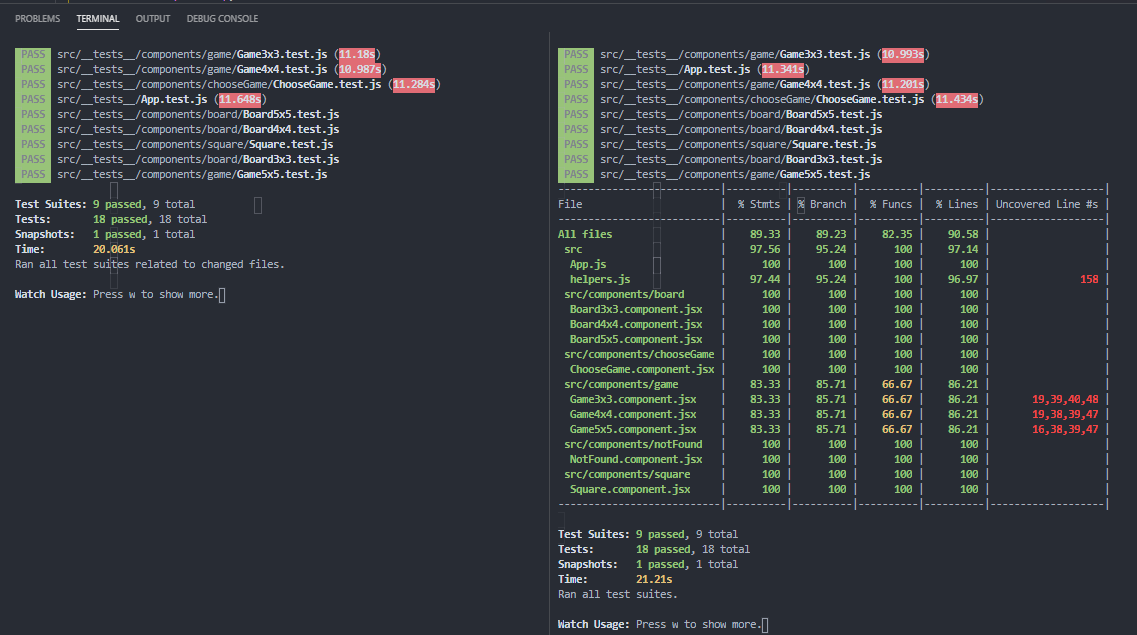 PROBLEMS TERMINAL OUTPUT DEBUG CONSOLE
PASS src/__tests__/components/game/Game3x3.test.js (11.18s)
PASS src/__tests__/components/game/Game4x4.test.js (10.987s)
PASS src/__tests__/components/chooseGame/ChooseGame.test.js (11.284s)
PASS src/__tests__/App.test.js (11.648s)
PASS src/__tests__/components/board/Board5x5.test.js
PASS src/__tests__/components/board/Board4x4.test.js
PASS src/__tests__/components/square/Square.test.js
PASS src/__tests__/components/board/Board3x3.test.js
PASS src/__tests__/components/game/Game5x5.test.js
Test Suites: 9 passed, 9 total
Tests: 18 passed, 18 total
Snapshots: 1 passed, 1 total
Time: 20.061s
Ran all test suites related to changed files.
Watch Usage: Press w to show more.
PASS src/__tests__/components/game/Game3x3.test.js (10.993s)
PASS src/__tests__/App.test.js (11.341s)
PASS src/__tests__/components/game/Game4x4.test.js (11.201s)
PASS src/__tests__/components/chooseGame/ChooseGame.test.js (11.434s)
PASS src/__tests__/components/board/Board5x5.test.js
PASS src/__tests__/components/board/Board4x4.test.js
PASS src/__tests__/components/square/Square.test.js
PASS src/__tests__/components/board/Board3x3.test.js
PASS src/__tests__/components/game/Game5x5.test.js
File | % Stmts | % Branch | % Funcs | % Lines | Uncovered Line #s |
All files | 89.33 | 89.23 | 82.35 | 90.58 | |
src | 97.56 | 95.24 | 100 | 97.14 | |
App.js | 100 | 100 | 100 | 100 | |
helpers.js | 97.44 | 95.24 | 100 | 96.97 | 158 |
src/components/board | 100 | 100 | 100 | 100 | |
Board3x3.component.jsx | 100 | 100 | 100 | 100 | |
Board4x4.component.jsx | 100 | 100 | 100 | 100 | |
Board5x5.component.jsx | 100 | 100 | 100 | 100 | |
src/components/chooseGame | 100 | 100 | 100 | 100 | |
ChooseGame.component.jsx | 100 | 100 | 100 | 100 | |
src/components/game | 83.33 | 85.71 | 66.67 | 86.21 | |
Game3x3.component.jsx | 83.33 | 85.71 | 66.67 | 86.21 | 19,39,40,48 |
Game4x4.component.jsx | 83.33 | 85.71 | 66.67 | 86.21 | 19,38,39,47 |
Game5x5.component.jsx | 83.33 | 85.71 | 66.67 | 86.21 | 16,38,39,47 |
src/components/notFound | 100 | 100 | 100 | 100 | |
NotFound.component.jsx | 100 | 100 | 100 | 100 | |
src/components/square | 100 | 100 | 100 | 100 | |
Square.component.jsx | 100 | 100 | 100 | 100 | |
Test Suites: 9 passed, 9 total
Tests: 18 passed, 18 total
Snapshots: 1 passed, 1 total
Time: 21.21s
Ran all test suites.
Watch Usage: Press w to show more.